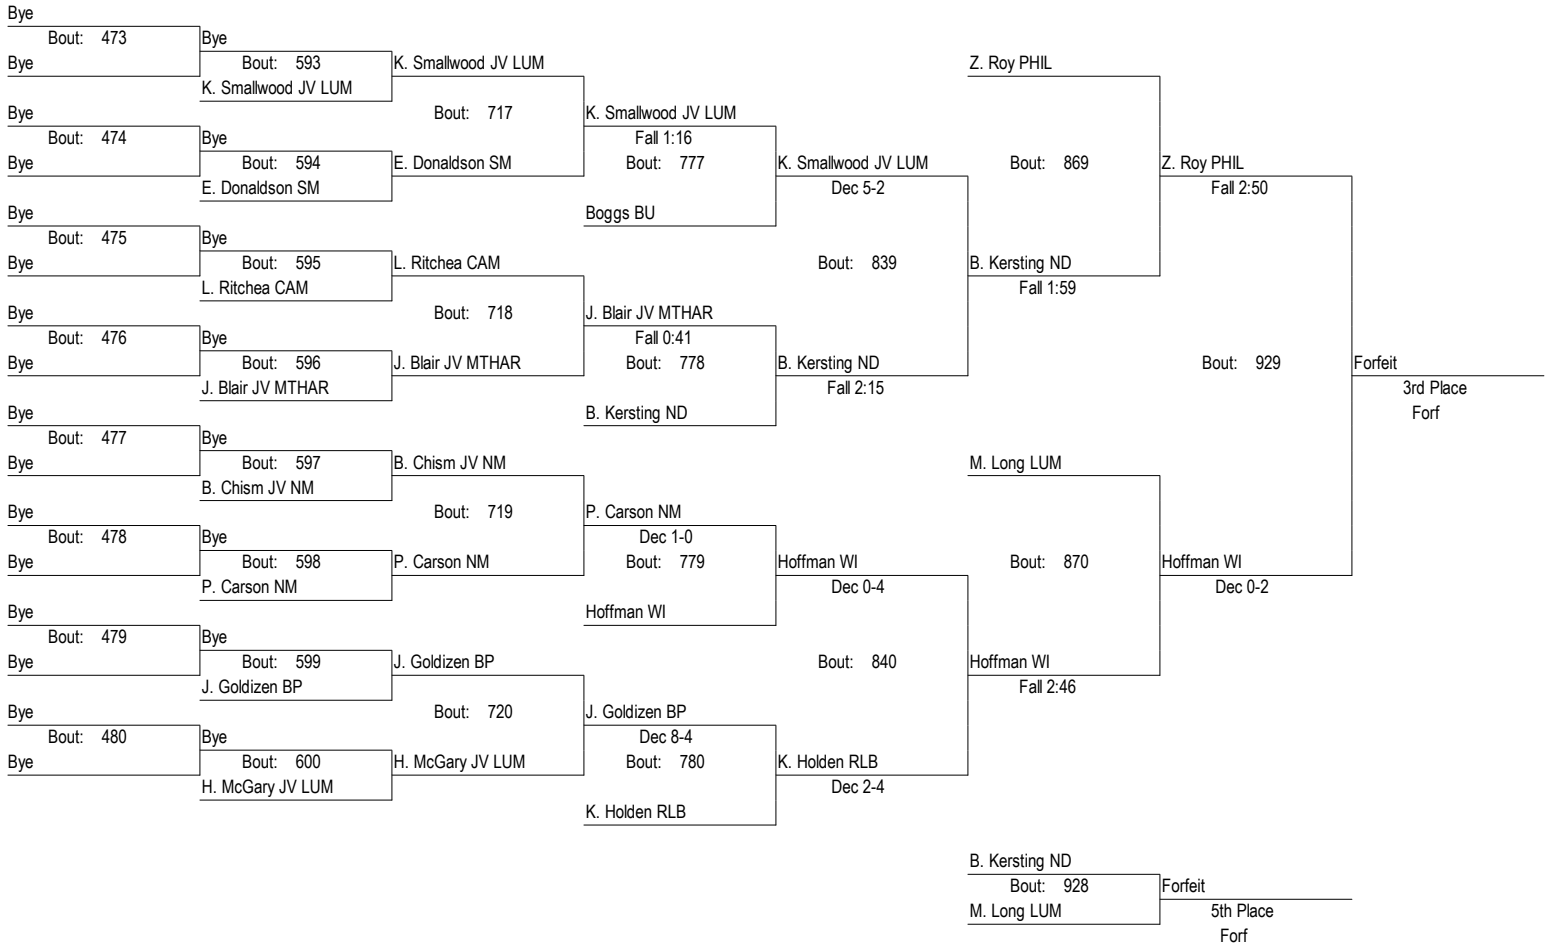 Bye
Bout: 473 Bye
Bye Bout: 593 K. Smallwood JV LUM Z. Roy PHIL
K. Smallwood JV LUM
Bye Bout: 717 K. Smallwood JV LUM
Bout: 474 Bye Fall 1:16
Bye Bout: 594 E. Donaldson SM Bout: 777 K. Smallwood JV LUM Bout: 869 Z. Roy PHIL
E. Donaldson SM Dec 5-2 Fall 2:50
Bye Boggs BU
Bout: 475 Bye
Bye Bout: 595 L. Ritchea CAM Bout: 839 B. Kersting ND
L. Ritchea CAM Fall 1:59
Bye Bout: 718 J. Blair JV MTHAR
Bout: 476 Bye Fall 0:41
Bye Bout: 596 J. Blair JV MTHAR Bout: 778 B. Kersting ND Bout: 929 Forfeit
J. Blair JV MTHAR Fall 2:15 3rd Place
Bye B. Kersting ND Forf
Bout: 477 Bye
Bye Bout: 597 B. Chism JV NM M. Long LUM
B. Chism JV NM
Bye Bout: 719 P. Carson NM
Bout: 478 Bye Dec 1-0
Bye Bout: 598 P. Carson NM Bout: 779 Hoffman WI Bout: 870 Hoffman WI
P. Carson NM Dec 0-4 Dec 0-2
Bye Hoffman WI
Bout: 479 Bye
Bye Bout: 599 J. Goldizen BP Bout: 840 Hoffman WI
J. Goldizen BP Fall 2:46
Bye Bout: 720 J. Goldizen BP
Bout: 480 Bye Dec 8-4
Bye Bout: 600 H. McGary JV LUM Bout: 780 K. Holden RLB
H. McGary JV LUM Dec 2-4
K. Holden RLB
B. Kersting ND
Bout: 928 Forfeit
M. Long LUM 5th Place
Forf